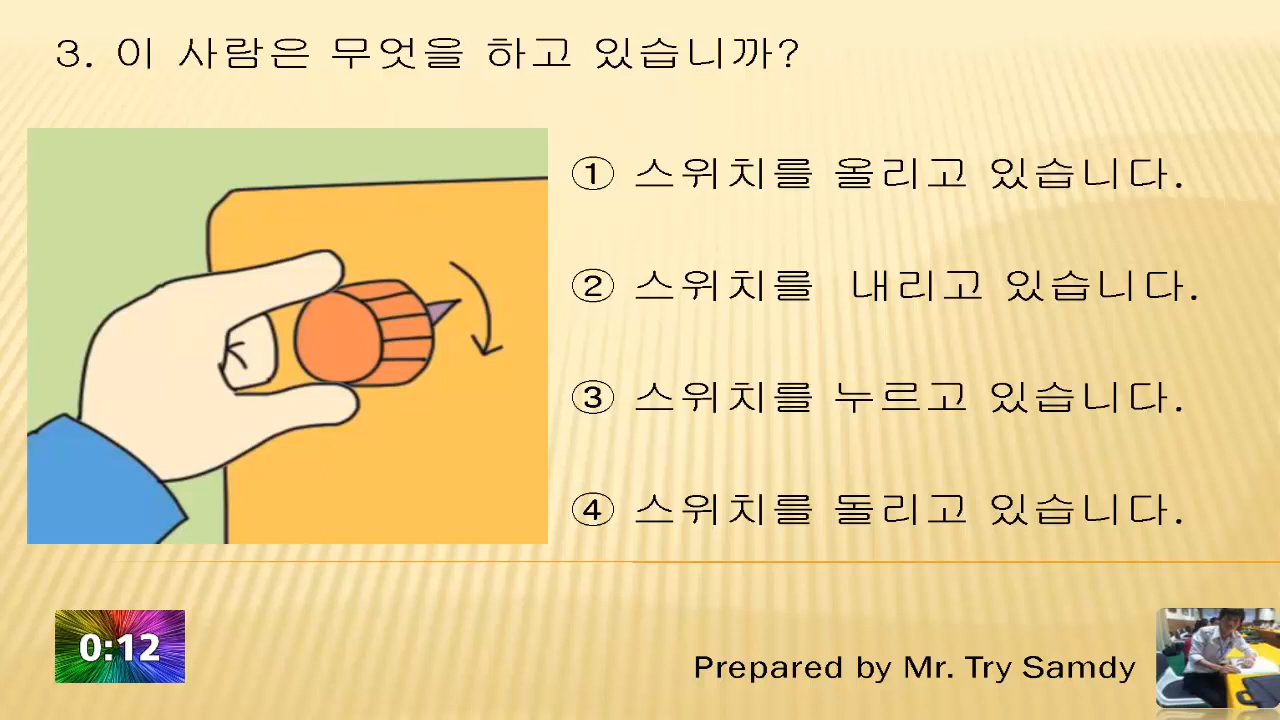 3. 이 사람은 무엇을 하고 있습니까?
① 스위치를 올리고 있습니다.
② 스위치를 내리고 있습니다.
③ 스위치를 누르고 있습니다.
④ 스위치를 돌리고 있습니다.
0:12
Prepared by Mr. Try Samdy